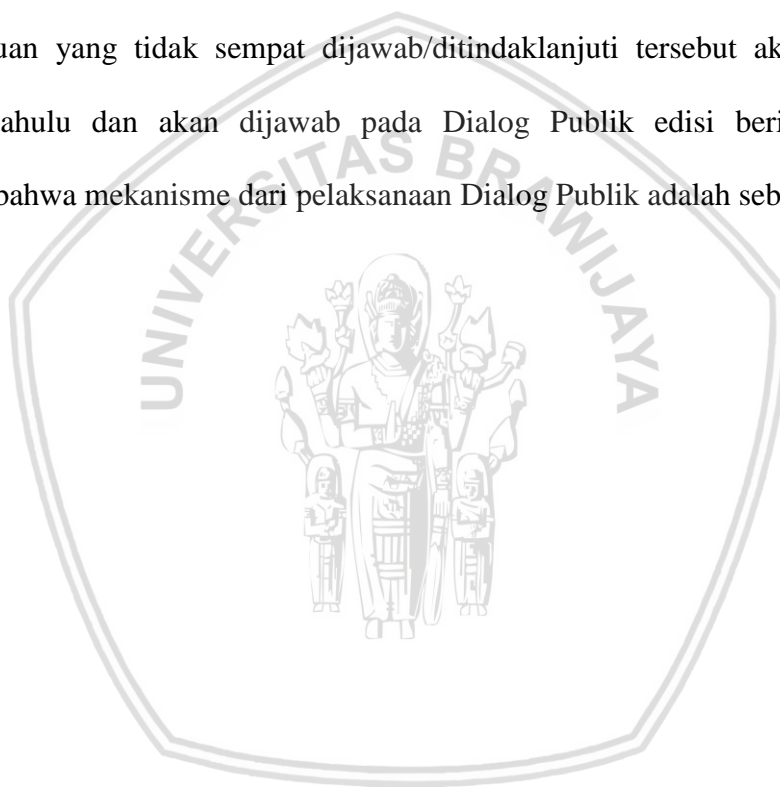 uan yang tidak sempat dijawab/ditindaklanjuti tersebut ak
ahulu dan akan dijawab pada Dialog Publik edisi beri
bahwa mekanisme dari pelaksanaan Dialog Publik adalah seb
UNIVERSITAS BRAWIJAYA